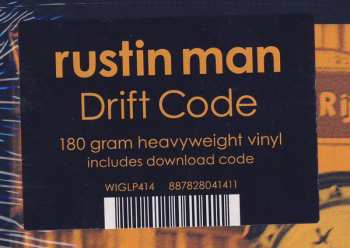 rustin man
Drift Code
180 gram heavyweight vinyl
includes download code
WIGLP414 887828041411